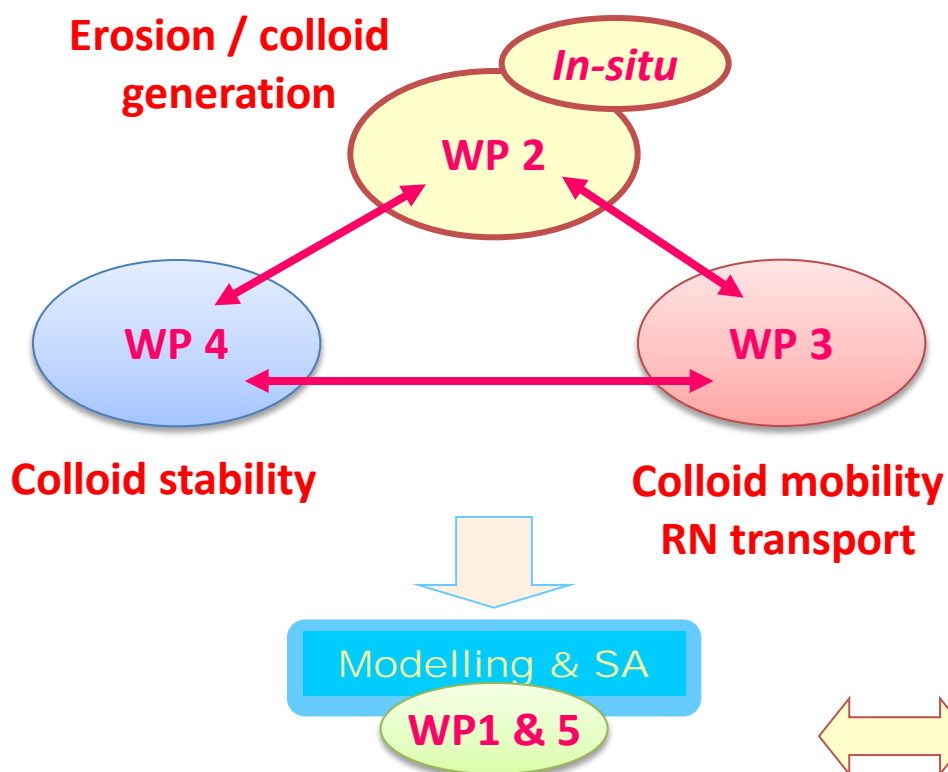 Erosion / colloid
generation
In-situ
WP 2
WP 4
WP 3
Colloid stability
Colloid mobility
RN transport
Modelling & SA
WP1 & 5